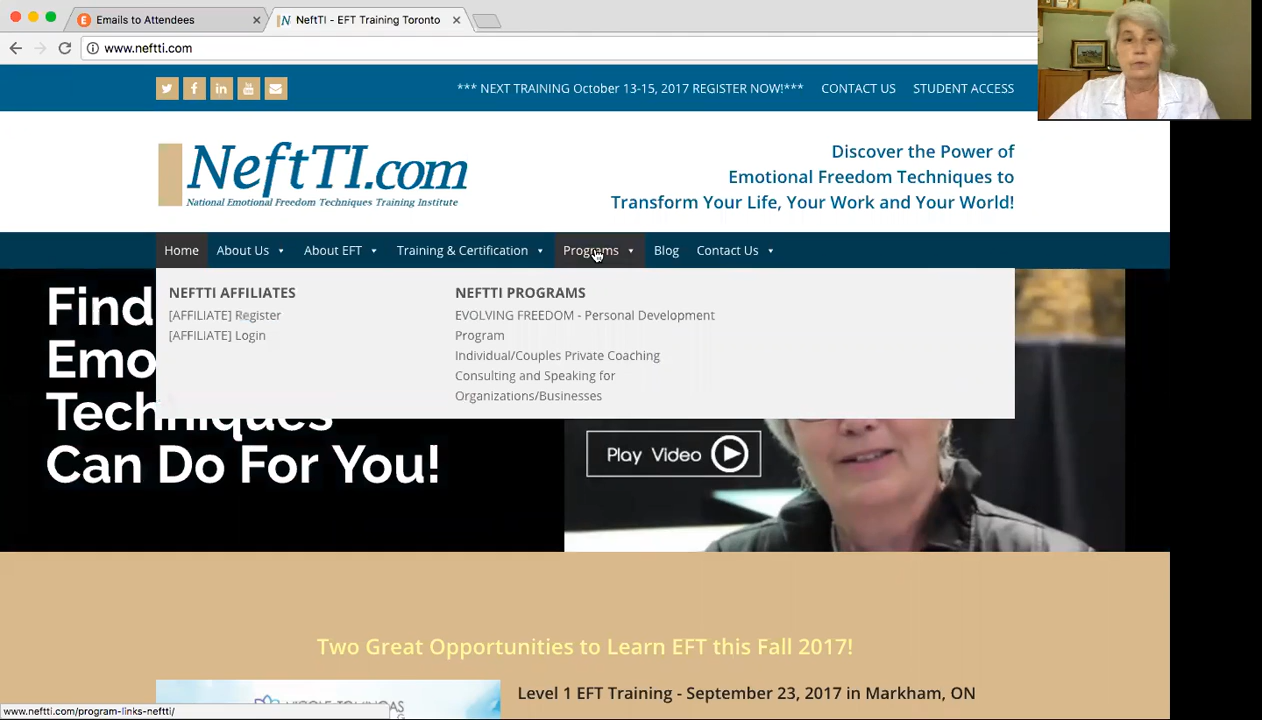 Emails to Attendees
NeftTI - EFT Training Toronto
www.neftti.com
*** NEXT TRAINING October 13-15, 2017 REGISTER NOW!***
CONTACT US
STUDENT ACCESS
NeftTI.com
National Emotional Freedom Techniques Training Institute
Discover the Power of
Emotional Freedom Techniques to
Transform Your Life, Your Work and Your World!
Home
About Us
About EFT
Training & Certification
Programs
Blog
Contact Us
NEFTTI AFFILIATES
[AFFILIATE] Register
[AFFILIATE] Login
NEFTTI PROGRAMS
EVOLVING FREEDOM - Personal Development
Program
Individual/Couples Private Coaching
Consulting and Speaking for
Organizations/Businesses
Find
Emo
Techniques
Can Do For You!
Play Video
Two Great Opportunities to Learn EFT this Fall 2017!
Level 1 EFT Training - September 23, 2017 in Markham, ON
www.neftti.com/program-links-neftti/